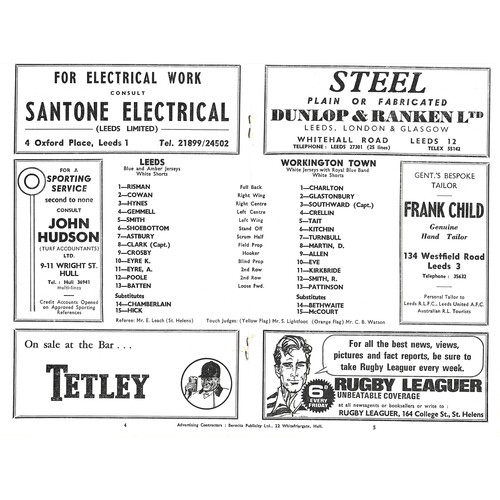 FOR ELECTRICAL WORK
CONSULT
SANTONE ELECTRICAL
(LEEDS LIMITED)
4 Oxford Place, Leeds 1 Tel. 21899/24502
STEEL
PLAIN OR FABRICATED
DUNLOP & RANKEN LTD
LEEDS, LONDON & GLASGOW
WHITEHALL ROAD LEEDS 12
TELEPHONE LEEDS 27301 (25 lines) TELEX 55142
FOR A
SPORTING
SERVICE
second to none
CONSULT
JOHN
HUDSON
(TURF ACCOUNTANTS)
LTD.
9-11 WRIGHT ST.
HULL
Tel.: Hull 36941
multi-lines
Credit Accounts Opened
on Approved Sporting
References
LEEDS
Blue and Amber Jerseys
White Shorts
1—RISMAN
2—COWAN
3—HYNES
4—GEMMELL
5—SMITH
6—SHOEBOTTOM
7—ASTBURY
8—CLARK (Capt.)
9—CROSBY
10—EYRE K.
11—EYRE, A.
12—POOLE
13—BATTEN
Substitutes
14—CHAMBERLAIN
15—HICK
Full Back
Right Wing
Right Centre
Left Centre
Left Wing
Stand Off
Scrum Half
Field Prop
Hooker
Blind Prop
2nd Row
2nd Row
Loose Fwd.
WORKINGTON TOWN
White Jerseys with Royal Blue Band
White Shorts
1—CHARLTON
2—GLASTONBURY
3—SOUTHWARD (Capt.)
4—CRELLIN
5—TAIT
6—KITCHIN
7—TURNBULL
8—MARTIN, D.
9—ALLEN
10—EVE
11—KIRKBRIDE
12—SMITH, R.
13—PATTINSON
Substitutes
14—BETHWAITE
15—McCOURT
Referee: Mr. E. Leach (St. Helens) Touch Judges: (Yellow Flag) Mr. S. Lightfoot (Orange Flag) Mr. C. B. Watson
GENT.'S BESPOKE
TAILOR
FRANK CHILD
Genuine
Hand Tailor
134 Westfield Road
Leeds 3
Telephone: 35632
Personal Tailor to
Leeds R.L.F.C. Leeds United A.F.C.
Australian R.L. Tourists
On sale at the Bar . . .
TETLEY
For all the best news, views,
pictures and fact reports, be sure to
take Rugby Leaguer every week.
6D
EVERY
FRIDAY
RUGBY LEAGUER
UNBEATABLE COVERAGE
at all newsagents or booksellers or write to:
RUGBY LEAGUER, 164 College St., St. Helens
4 Advertising Contractors: Bermitz Publicity Ltd., 23 Whitefriargate, Hull. 5